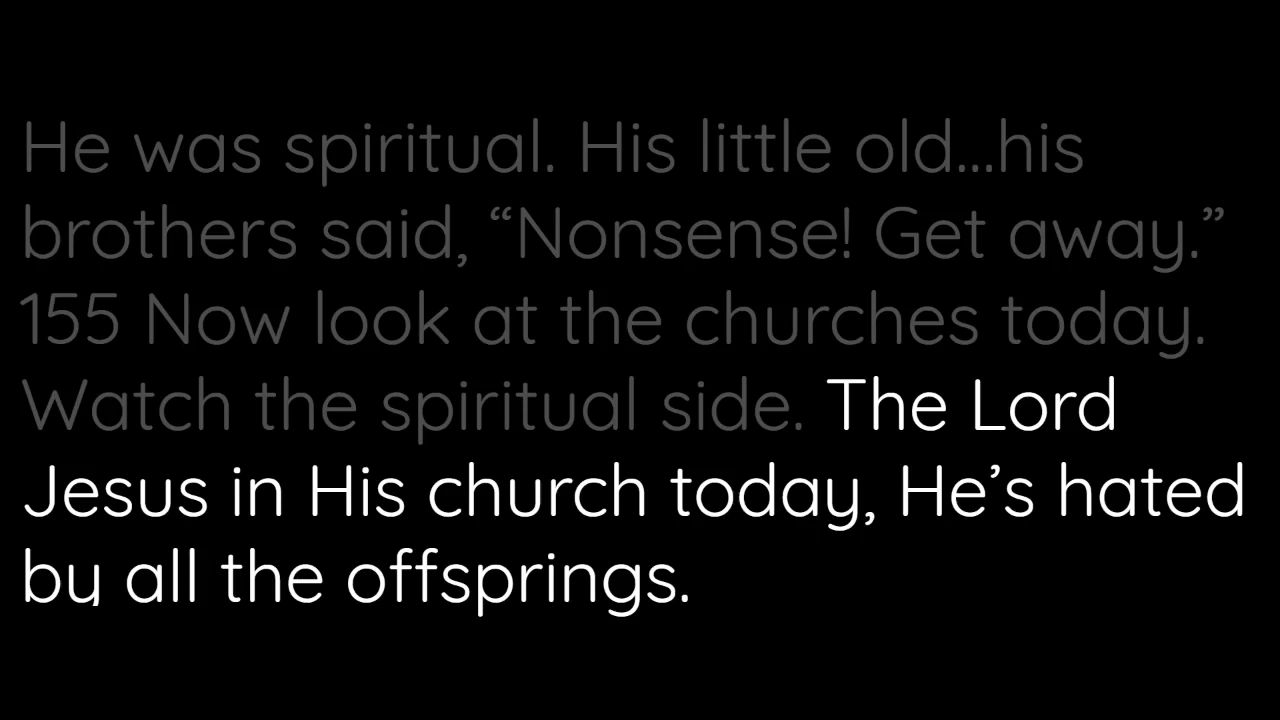 He was spiritual. His little old...his
brothers said, “Nonsense! Get away.”
155 Now look at the churches today.
Watch the spiritual side. The Lord
Jesus in His church today, He’s hated
by all the offsprings.